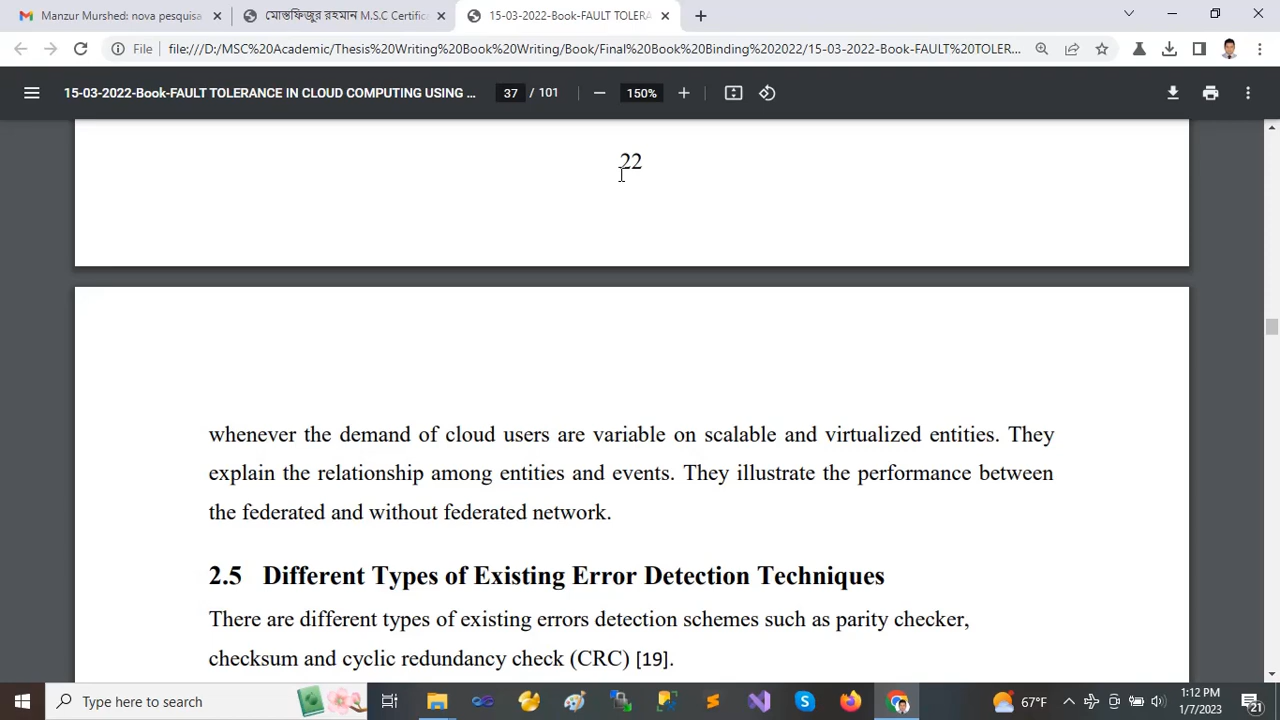 Manzur Murshed: nova pesquisa
মোস্তফিজুর রহমান M.S.C Certifica
15-03-2022-Book-FAULT TOLERA
File
file:///D:/MSC%20Academic/Thesis%20Writing%20Book%20Writing/Book/Final%20Book%20Binding%202022/15-03-2022-Book-FAULT%20TOLER...
15-03-2022-Book-FAULT TOLERANCE IN CLOUD COMPUTING USING ...
37 / 101
150%
22
whenever the demand of cloud users are variable on scalable and virtualized entities. They
explain the relationship among entities and events. They illustrate the performance between
the federated and without federated network.
2.5 Different Types of Existing Error Detection Techniques
There are different types of existing errors detection schemes such as parity checker,
checksum and cyclic redundancy check (CRC) [19].
Type here to search
67°F
1:12 PM
1/7/2023
21